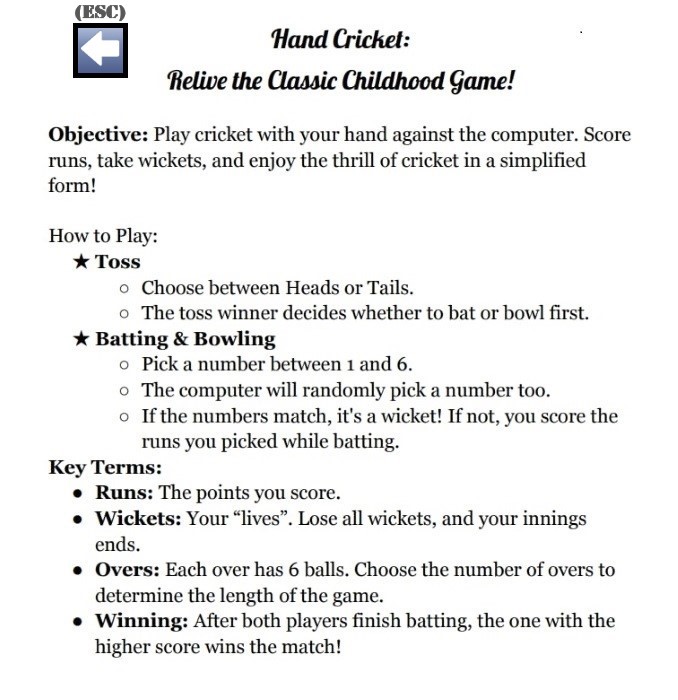 (ESC)
Hand Cricket:
Relive the Classic Childhood Game!
Objective: Play cricket with your hand against the computer. Score
runs, take wickets, and enjoy the thrill of cricket in a simplified
form!
How to Play:
★ Toss
○ Choose between Heads or Tails.
○ The toss winner decides whether to bat or bowl first.
★ Batting & Bowling
○ Pick a number between 1 and 6.
○ The computer will randomly pick a number too.
○ If the numbers match, it's a wicket! If not, you score the
runs you picked while batting.
Key Terms:
● Runs: The points you score.
● Wickets: Your “lives”. Lose all wickets, and your innings
ends.
● Overs: Each over has 6 balls. Choose the number of overs to
determine the length of the game.
● Winning: After both players finish batting, the one with the
higher score wins the match!